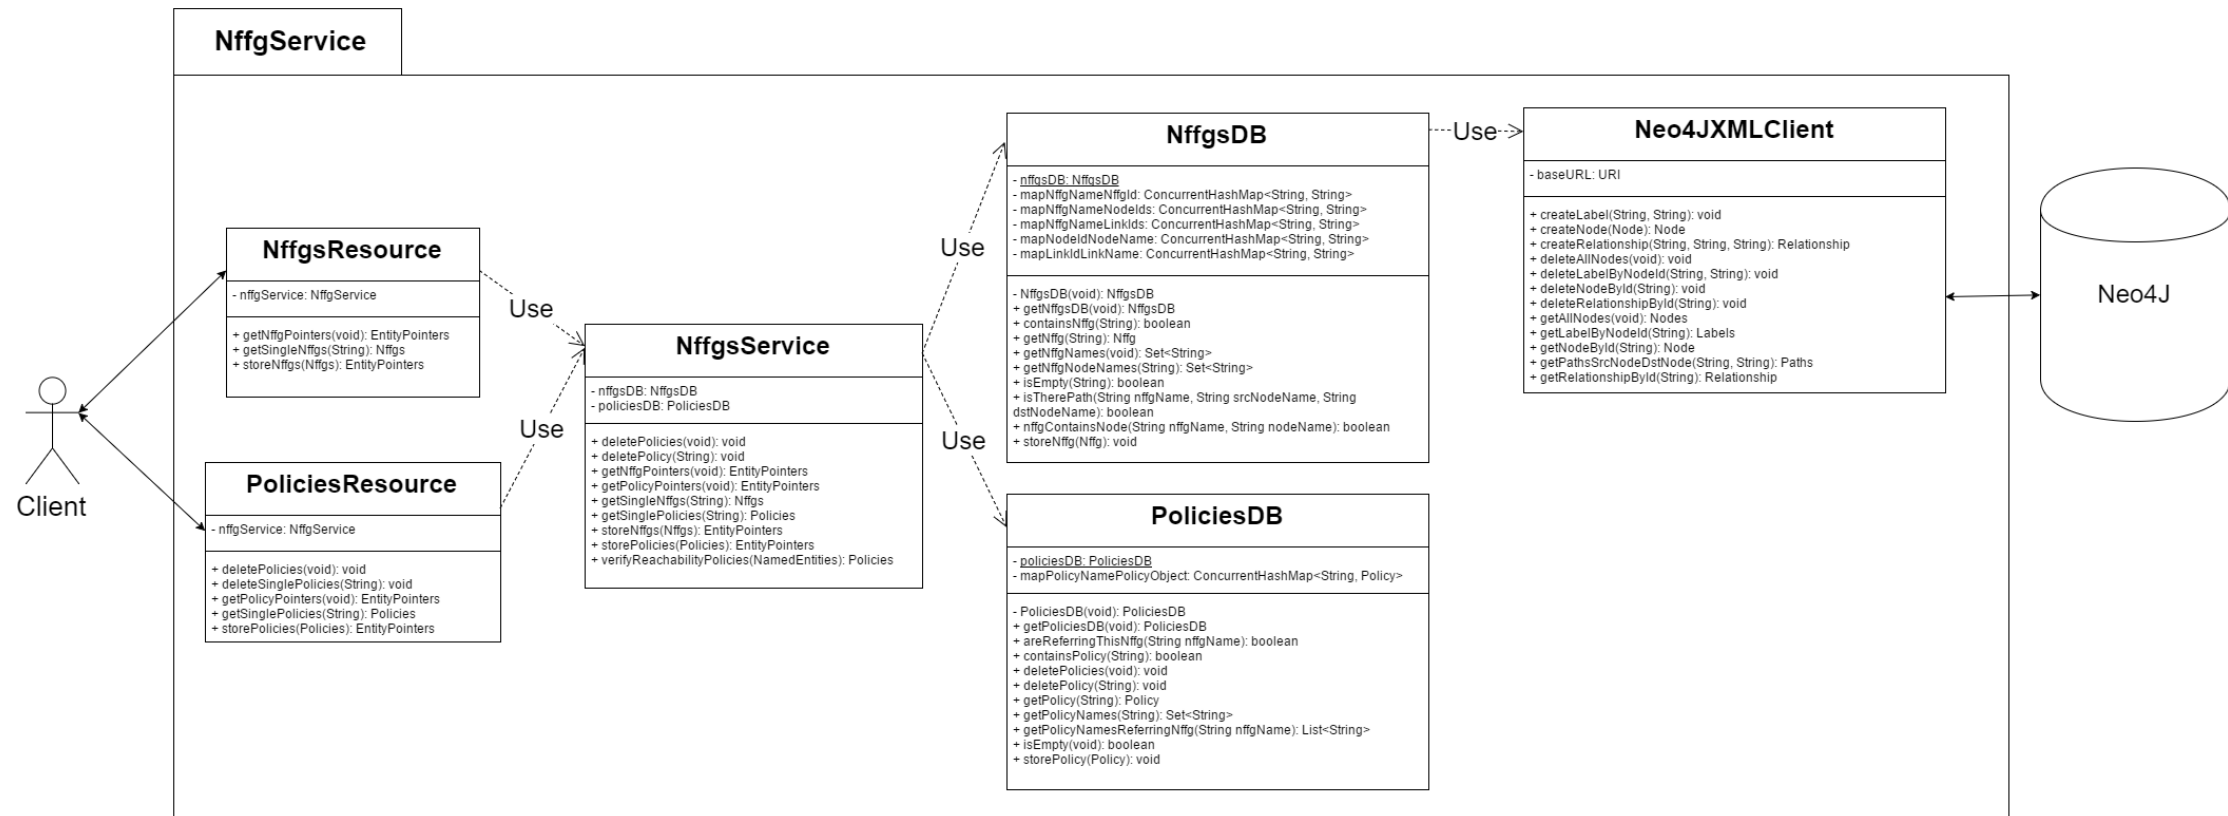 NffgService
Client
NffgsResource
- nffgService: NffgService
+ getNffgPointers(void): EntityPointers
+ getSingleNffgs(String): Nffgs
+ storeNffgs(Nffgs): EntityPointers
PoliciesResource
- nffgService: NffgService
+ deletePolicies(void): void
+ deleteSinglePolicies(String): void
+ getPolicyPointers(void): EntityPointers
+ getSinglePolicies(String): Policies
+ storePolicies(Policies): EntityPointers
Use
Use
NffgsService
- nffgsDB: NffgsDB
- policiesDB: PoliciesDB
+ deletePolicies(void): void
+ deletePolicy(String): void
+ getNffgPointers(void): EntityPointers
+ getPolicyPointers(void): EntityPointers
+ getSingleNffgs(String): Nffgs
+ getSinglePolicies(String): Policies
+ storeNffgs(Nffgs): EntityPointers
+ storePolicies(Policies): EntityPointers
+ verifyReachabilityPolicies(NamedEntities): Policies
Use
Use
NffgsDB
- nffgsDB: NffgsDB
- mapNffgNameNffgId: ConcurrentHashMap<String, String>
- mapNffgNameNodeIds: ConcurrentHashMap<String, String>
- mapNffgNameLinkIds: ConcurrentHashMap<String, String>
- mapNodeIdNodeName: ConcurrentHashMap<String, String>
- mapLinkIdLinkName: ConcurrentHashMap<String, String>
- NffgsDB(void): NffgsDB
+ getNffgsDB(void): NffgsDB
+ containsNffg(String): boolean
+ getNffg(String): Nffg
+ getNffgNames(void): Set<String>
+ getNffgNodeNames(String): Set<String>
+ isEmpty(String): boolean
+ isTherePath(String nffgName, String srcNodeName, String
dstNodeName): boolean
+ nffgContainsNode(String nffgName, String nodeName): boolean
+ storeNffg(Nffg): void
PoliciesDB
- policiesDB: PoliciesDB
- mapPolicyNamePolicyObject: ConcurrentHashMap<String, Policy>
- PoliciesDB(void): PoliciesDB
+ getPoliciesDB(void): PoliciesDB
+ areReferringThisNffg(String nffgName): boolean
+ containsPolicy(String): boolean
+ deletePolicies(void): void
+ deletePolicy(String): void
+ getPolicy(String): Policy
+ getPolicyNames(String): Set<String>
+ getPolicyNamesReferringNffg(String nffgName): List<String>
+ isEmpty(void): boolean
+ storePolicy(Policy): void
Use
Neo4JXMLClient
- baseURL: URI
+ createLabel(String, String): void
+ createNode(Node): Node
+ createRelationship(String, String, String): Relationship
+ deleteAllNodes(void): void
+ deleteLabelByNodeId(String, String): void
+ deleteNodeById(String): void
+ deleteRelationshipById(String): void
+ getAllNodes(void): Nodes
+ getLabelByNodeId(String): Labels
+ getNodeById(String): Node
+ getPathsSrcNodeDstNode(String, String): Paths
+ getRelationshipById(String): Relationship
Neo4J